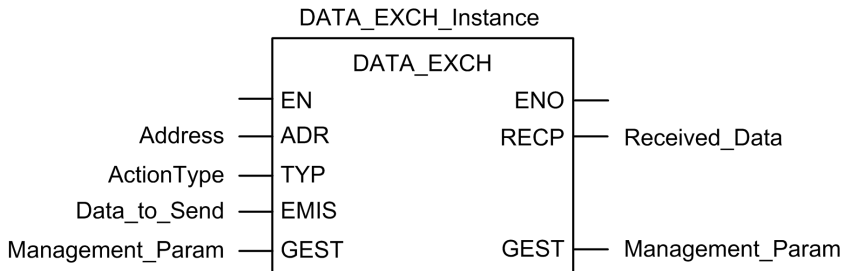 DATA_EXCH_Instance
DATA_EXCH
EN ENO
Address ADR RECP Received_Data
ActionType TYP
Data_to_Send EMIS
Management_Param GEST GEST Management_Param